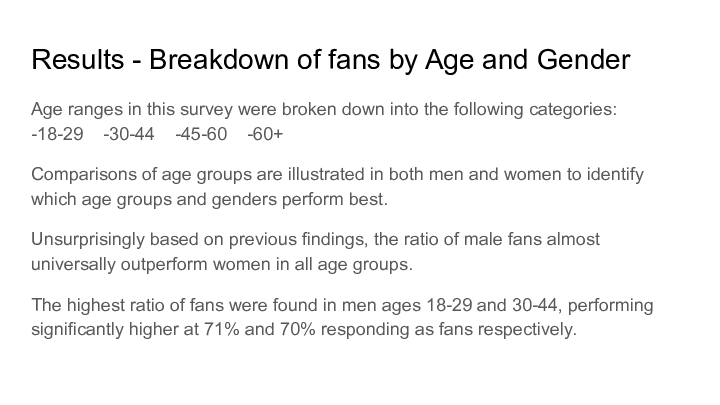 Results - Breakdown of fans by Age and Gender
Age ranges in this survey were broken down into the following categories:
-18-29 -30-44 -45-60 -60+
Comparisons of age groups are illustrated in both men and women to identify
which age groups and genders perform best.
Unsurprisingly based on previous findings, the ratio of male fans almost
universally outperform women in all age groups.
The highest ratio of fans were found in men ages 18-29 and 30-44, performing
significantly higher at 71% and 70% responding as fans respectively.